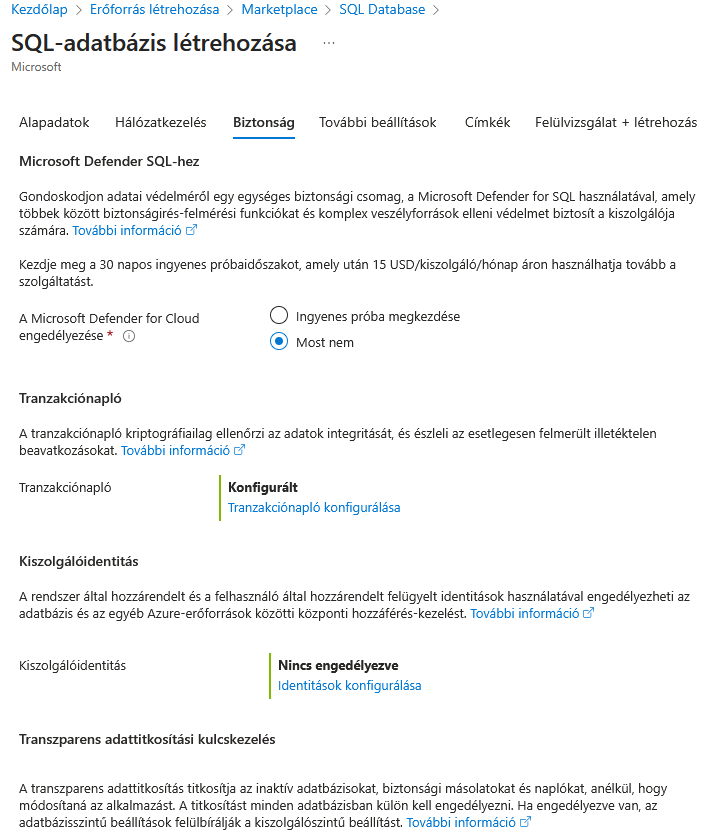 Kezdőlap > Erőforrás létrehozása > Marketplace > SQL Database >
SQL-adatbázis létrehozása ...
Microsoft
Alapadatok Hálózatkezelés Biztonság További beállítások Címkék Felülvizsgálat + létrehozás
Microsoft Defender SQL-hez
Gondoskodjon adatai védelméről egy egységes biztonsági csomag, a Microsoft Defender for SQL használatával, amely
többek között biztonságirés-felmérési funkciókat és komplex veszélyforrások elleni védelmet biztosít a kiszolgálója
számára. További információ
Kezdje meg a 30 napos ingyenes próbaidőszakot, amely után 15 USD/kiszolgáló/hónap áron használhatja tovább a
szolgáltatást.
A Microsoft Defender for Cloud
engedélyezése *
Ingyenes próba megkezdése
Most nem
Tranzakciónapló
A tranzakciónapló kriptográfiailag ellenőrzi az adatok integritását, és észleli az esetlegesen felmerült illetéktelen
beavatkozásokat. További információ
Tranzakciónapló Konfigurált
Tranzakciónapló konfigurálása
Kiszolgálóidentitás
A rendszer által hozzárendelt és a felhasználó által hozzárendelt felügyelt identitások használatával engedélyezheti az
adatbázis és az egyéb Azure-erőforrások közötti központi hozzáférés-kezelést. További információ
Kiszolgálóidentitás Nincs engedélyezve
Identitások konfigurálása
Transzparens adattitkosítási kulcskezelés
A transzparens adattitkosítás titkosítja az inaktív adatbázisokat, biztonsági másolatokat és naplókat, anélkül, hogy
módosítaná az alkalmazást. A titkosítást minden adatbázisban külön kell engedélyezni. Ha engedélyezve van, az
adatbázisszintű beállítások felülbírálják a kiszolgálószintű beállítást. További információ